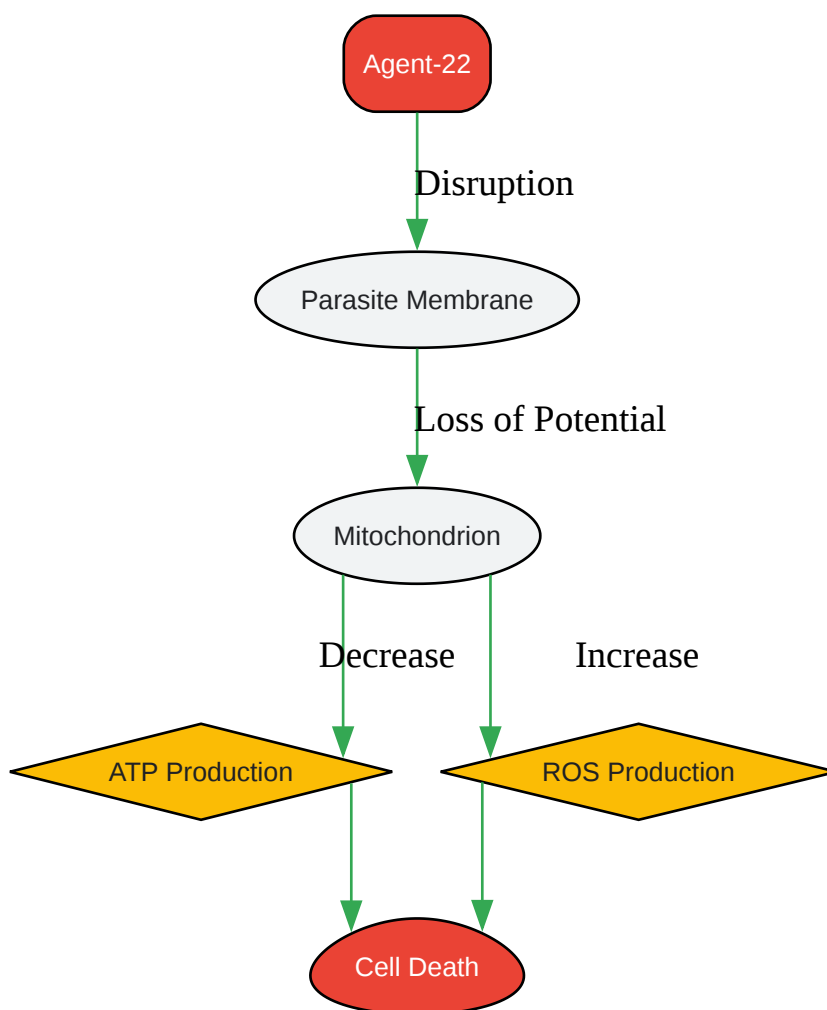 Agent-22
Disruption
Parasite Membrane
Loss of Potential
Mitochondrion
Decrease
Increase
ATP Production
ROS Production
Cell Death